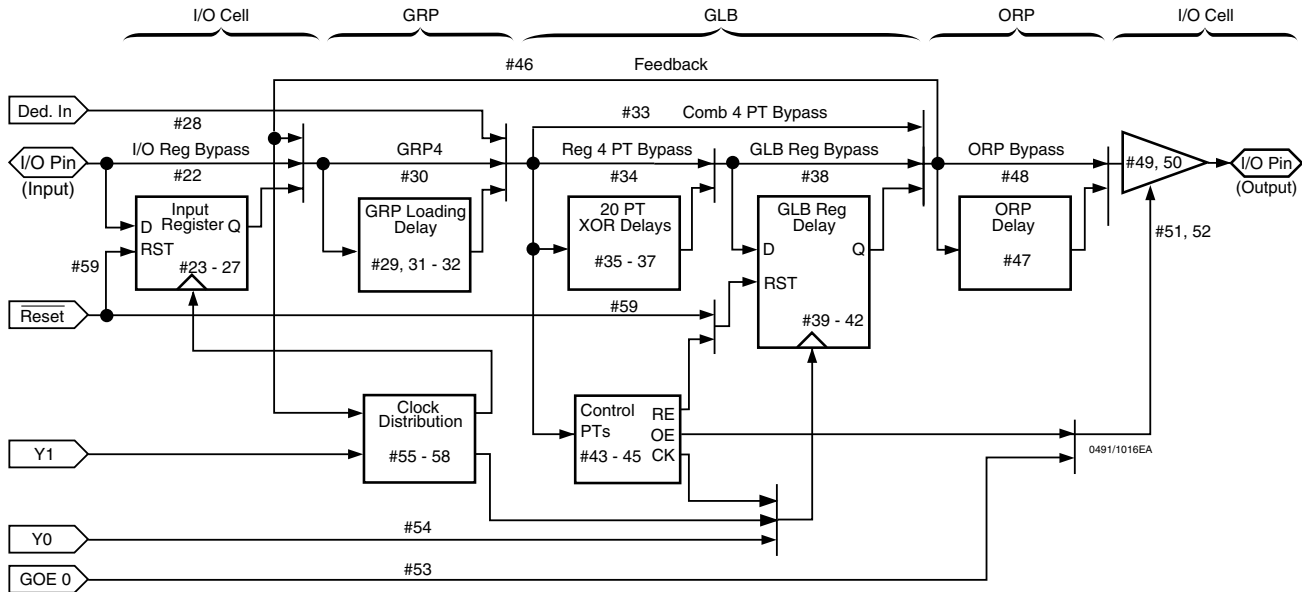 I/O Cell
GRP
GLB
ORP
I/O Cell
#46
Feedback
Ded. In
#28
#33
Comb 4 PT Bypass
I/O Pin
(Input)
I/O Reg Bypass
#22
GRP4
#30
Reg 4 PT Bypass
#34
GLB Reg Bypass
#38
ORP Bypass
#48
#49, 50
I/O Pin
(Output)
Input
Register
D
Q
RST
#23 - 27
GRP Loading
Delay
#29, 31 - 32
20 PT
XOR Delays
#35 - 37
GLB Reg
Delay
D
Q
RST
#39 - 42
ORP
Delay
#47
#51, 52
#59
Reset
#59
Clock
Distribution
#55 - 58
Control
PTs
#43 - 45
RE
OE
CK
0491/1016EA
Y1
Y0
#54
GOE 0
#53